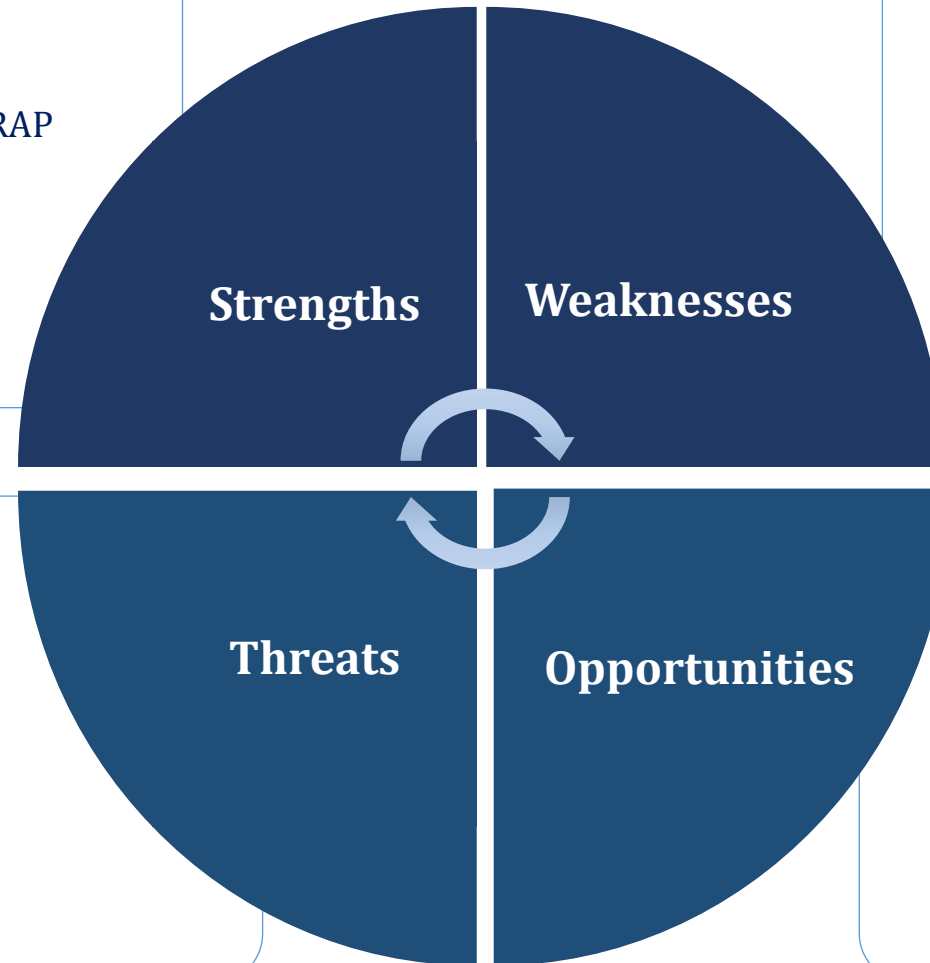 RAP
Strengths
Weaknesses
Threats
Opportunities